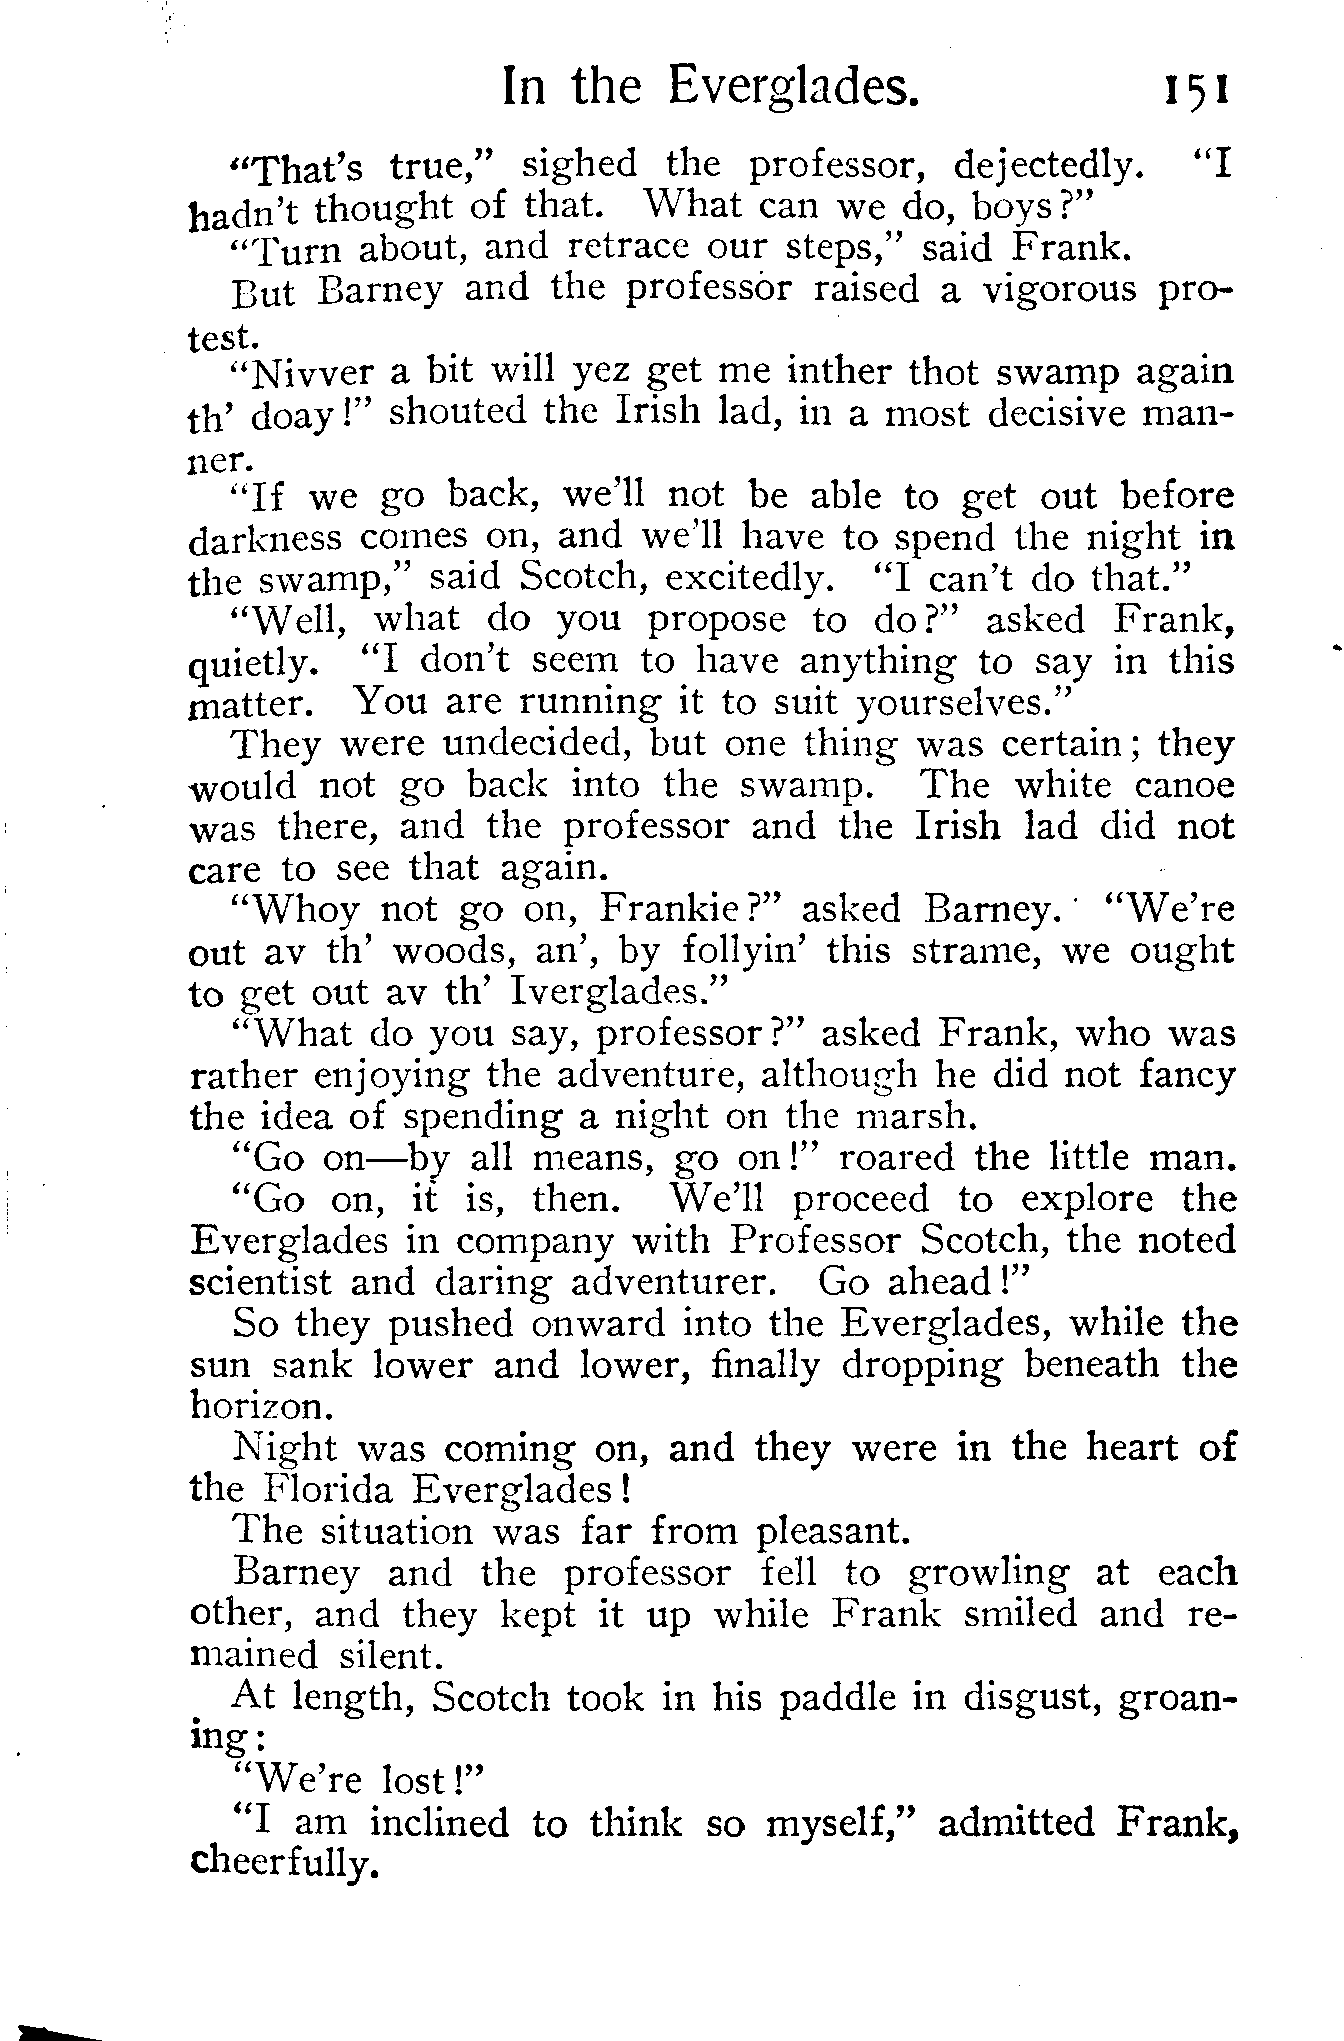 In the Everglades. 151
“That’s true,” sighed the professor, dejectedly. “I
hadn’t thought of that. What can we do, boys?”
“Turn about, and retrace our steps,” said Frank.
But Barney and the professor raised a vigorous pro-
test.
“Nivver a bit will yez get me inther thot swamp again
th’ doay!” shouted the Irish lad, in a most decisive man-
ner.
“If we go back, we’ll not be able to get out before
darkness comes on, and we’ll have to spend the night in
the swamp,” said Scotch, excitedly. “I can’t do that.”
“Well, what do you propose to do?” asked Frank,
quietly. “I don’t seem to have anything to say in this
matter. You are running it to suit yourselves.”
They were undecided, but one thing was certain; they
would not go back into the swamp. The white canoe
was there, and the professor and the Irish lad did not
care to see that again.
“Whoy not go on, Frankie?” asked Barney. “We’re
out av th’ woods, an’, by follyin’ this strame, we ought
to get out av th’ Iverglades.”
“What do you say, professor?” asked Frank, who was
rather enjoying the adventure, although he did not fancy
the idea of spending a night on the marsh.
“Go on—by all means, go on!” roared the little man.
“Go on, it is, then. We’ll proceed to explore the
Everglades in company with Professor Scotch, the noted
scientist and daring adventurer. Go ahead!”
So they pushed onward into the Everglades, while the
sun sank lower and lower, finally dropping beneath the
horizon.
Night was coming on, and they were in the heart of
the Florida Everglades!
The situation was far from pleasant.
Barney and the professor fell to growling at each
other, and they kept it up while Frank smiled and re-
mained silent.
At length, Scotch took in his paddle in disgust, groan-
ing:
“We’re lost!”
“I am inclined to think so myself,” admitted Frank,
cheerfully.